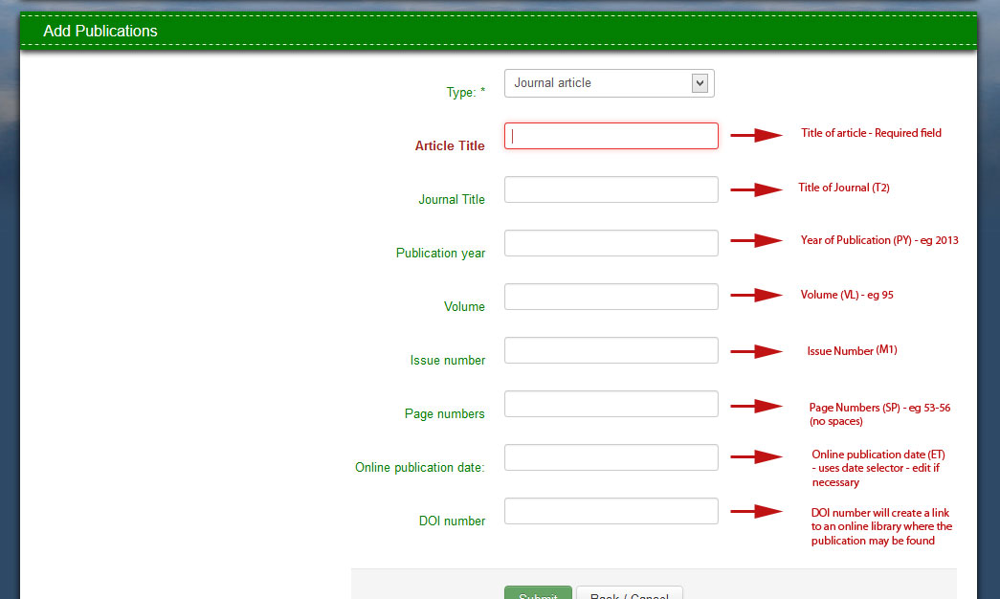 Add Publications
Type: * Journal article
Article Title
Title of article - Required field
Journal Title
Title of Journal (T2)
Publication year
Year of Publication (PY) - eg 2013
Volume
Volume (VL) - eg 95
Issue number
Issue Number (M1)
Page numbers
Page Numbers (SP) - eg 53-56
(no spaces)
Online publication date:
Online publication date (ET)
- uses date selector - edit if
necessary
DOI number
DOI number will create a link
to an online library where the
publication may be found
Submit Back / Cancel